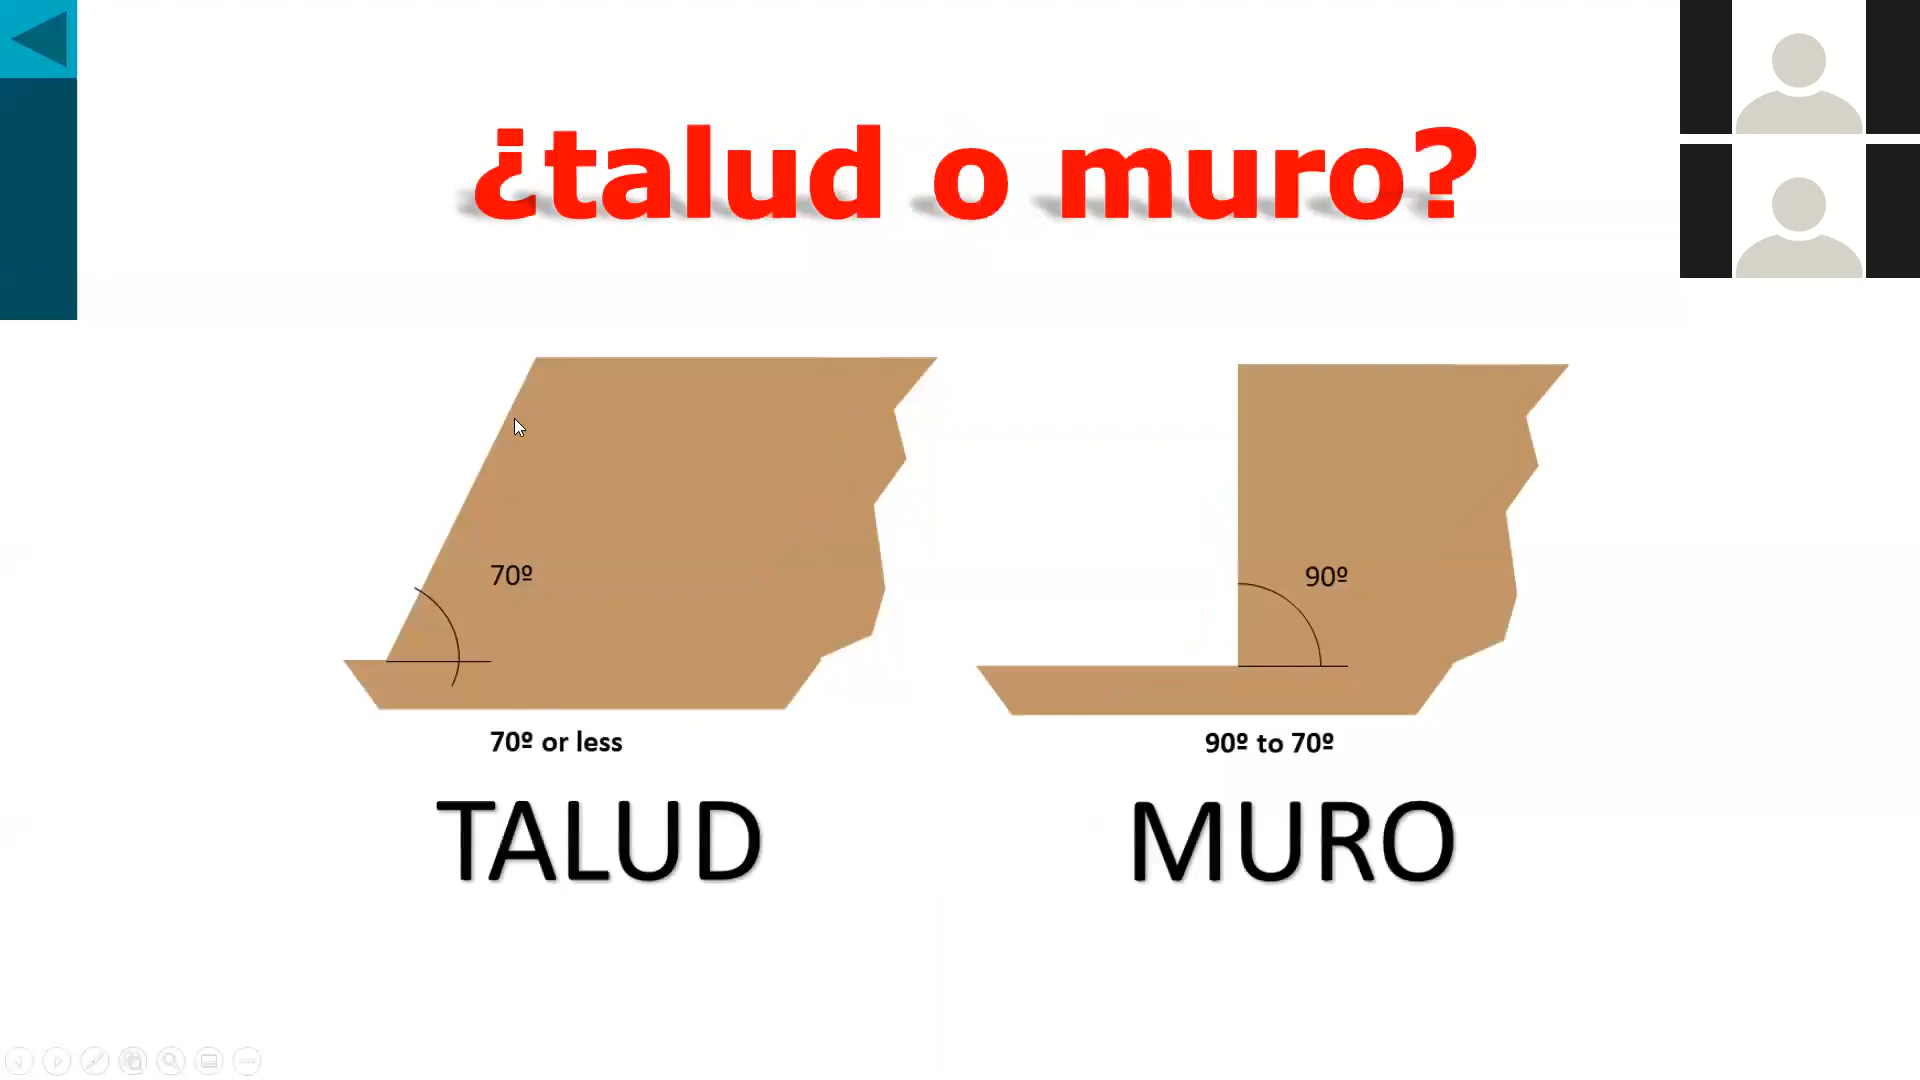 ¿talud o muro?
70º
90º
70º or less
90º to 70º
TALUD
MURO